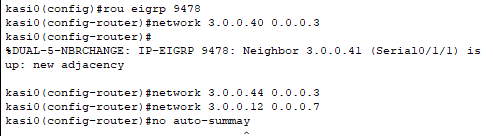 kasi0(config)#rou eigrp 9478
kasi0(config-router)#network 3.0.0.40 0.0.0.3
kasi0(config-router)#
%DUAL-5-NBRCHANGE: IP-EIGRP 9478: Neighbor 3.0.0.41 (Serial0/1/1) is
up: new adjacency
kasi0(config-router)#network 3.0.0.44 0.0.0.3
kasi0(config-router)#network 3.0.0.12 0.0.0.7
kasi0(config-router)#no auto-summay
^